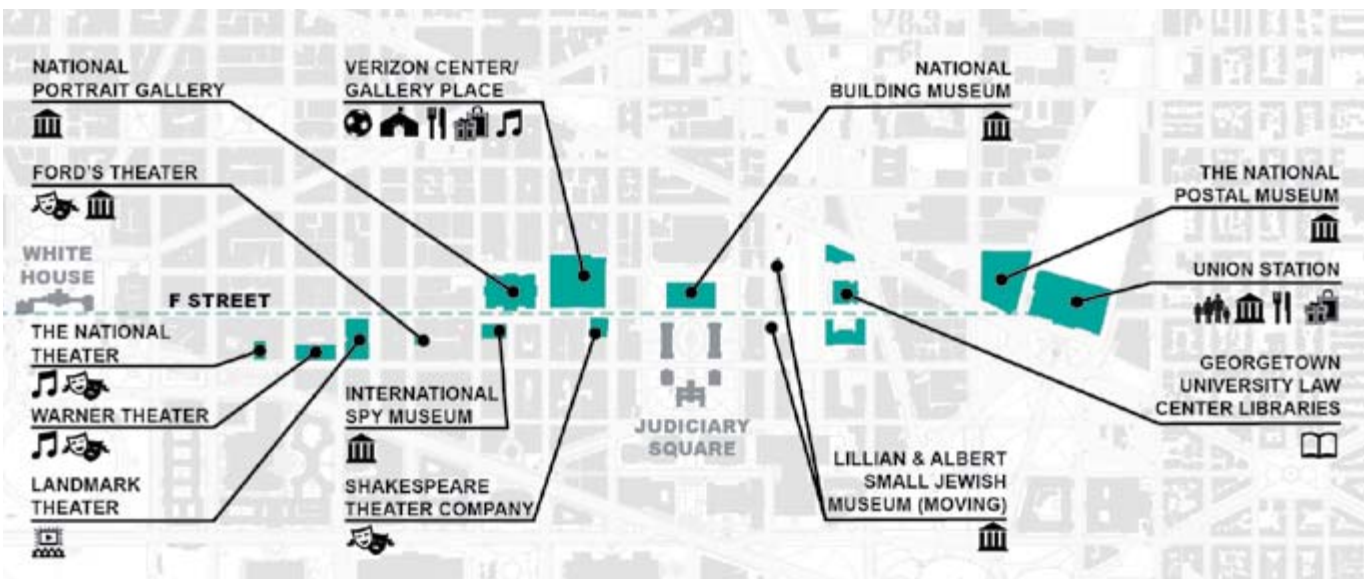 NATIONAL
PORTRAIT GALLERY
VERIZON CENTER/
GALLERY PLACE
NATIONAL
BUILDING MUSEUM
FORD'S THEATER
THE NATIONAL
POSTAL MUSEUM
WHITE
HOUSE
F STREET
UNION STATION
THE NATIONAL
THEATER
WARNER THEATER
LANDMARK
THEATER
INTERNATIONAL
SPY MUSEUM
SHAKESPEARE
THEATER COMPANY
JUDICIARY
SQUARE
LILLIAN & ALBERT
SMALL JEWISH
MUSEUM (MOVING)
GEORGETOWN
UNIVERSITY LAW
CENTER LIBRARIES